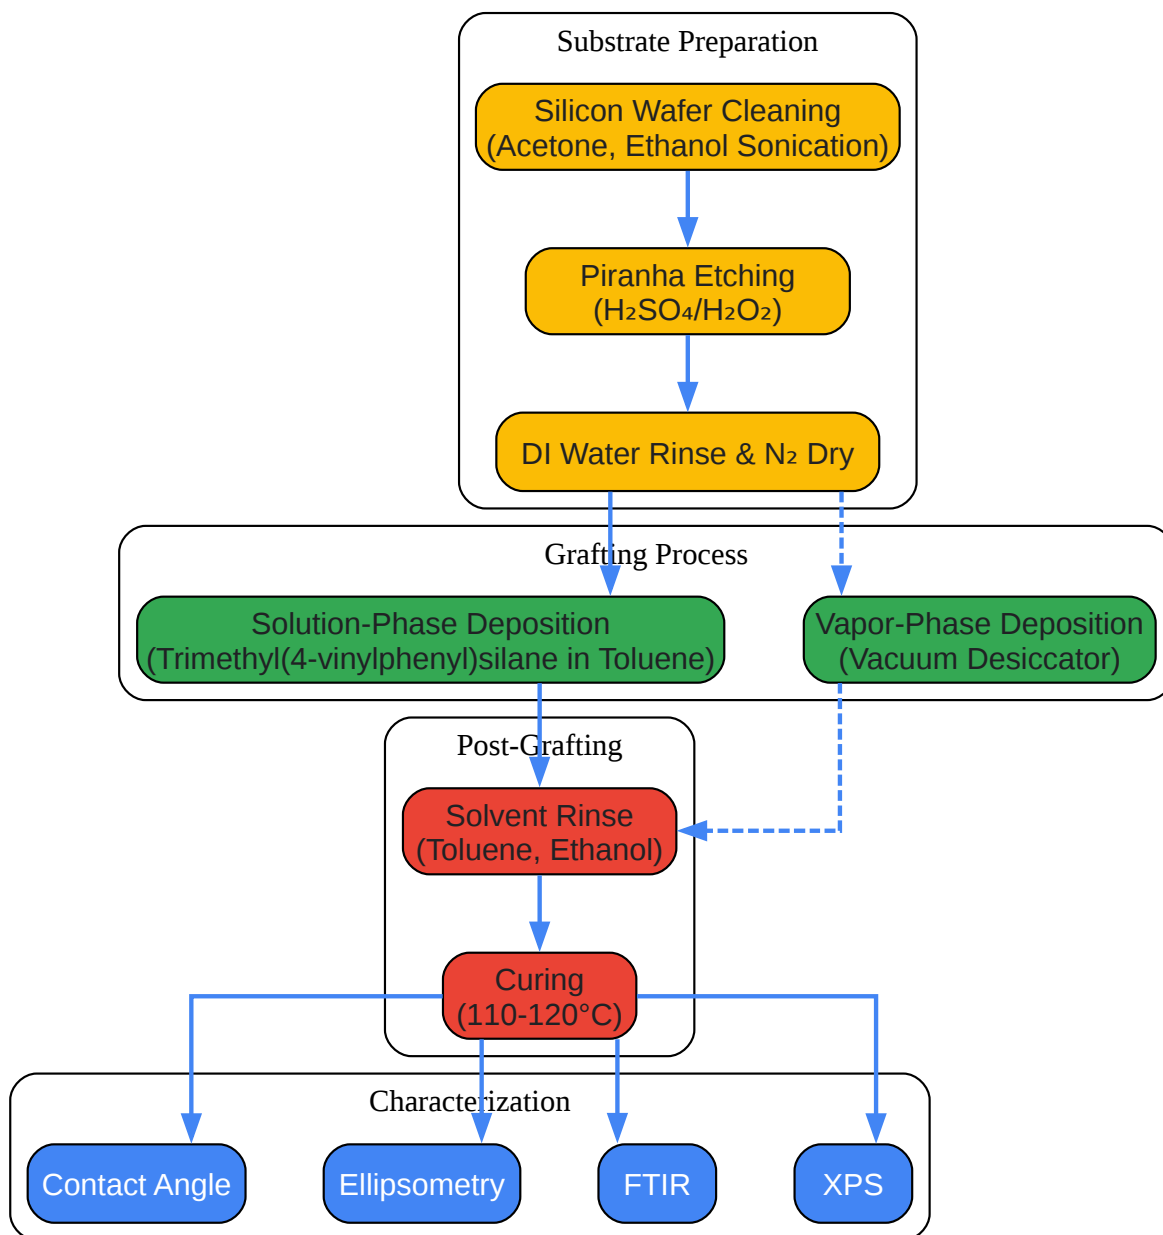 Substrate Preparation
Silicon Wafer Cleaning
(Acetone, Ethanol Sonication)
Piranha Etching
(H₂SO₄/H₂O₂)
DI Water Rinse & N₂ Dry
Grafting Process
Solution-Phase Deposition
(Trimethyl(4-vinylphenyl)silane in Toluene)
Vapor-Phase Deposition
(Vacuum Desiccator)
Post-Grafting
Solvent Rinse
(Toluene, Ethanol)
Curing
(110-120°C)
Characterization
Contact Angle
Ellipsometry
FTIR
XPS